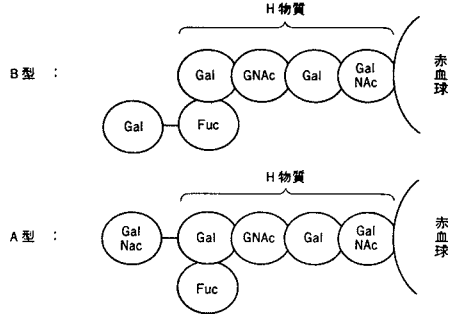 H 物質
B 型 :
Gal
GNAc
Gal
Gal
NAc
赤血球
Gal
Fuc
H 物質
A 型 :
Gal
Nac
Gal
GNAc
Gal
Gal
NAc
赤血球
Fuc